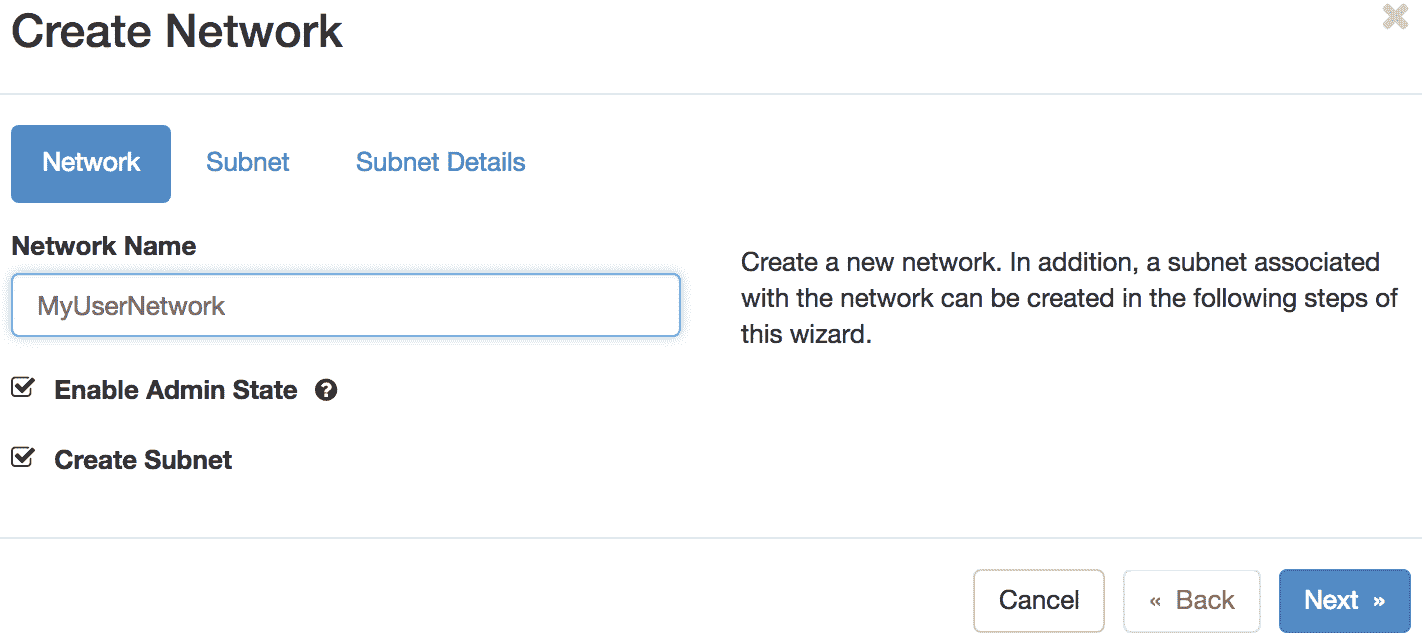 Create Network
Network Subnet Subnet Details
Network Name
MyUserNetwork
Enable Admin State ?
Create Subnet
Create a new network. In addition, a subnet associated
with the network can be created in the following steps of
this wizard.
Cancel « Back Next »